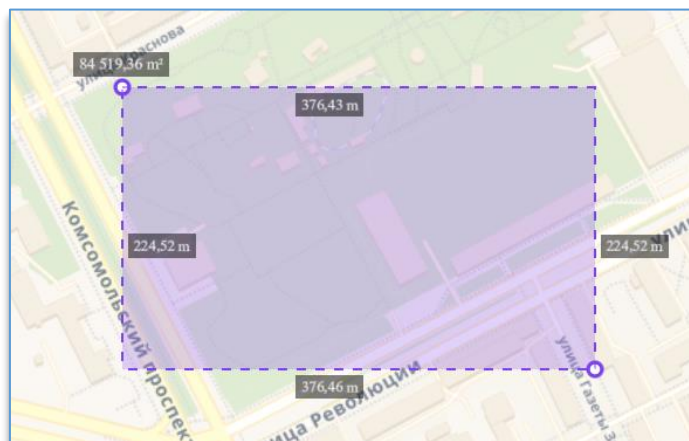 улица Краснова
84 519,36 m²
376,43 m
Комсомольский проспект
224,52 m
224,52 m
376,46 m
улица Революции
улица Газеты